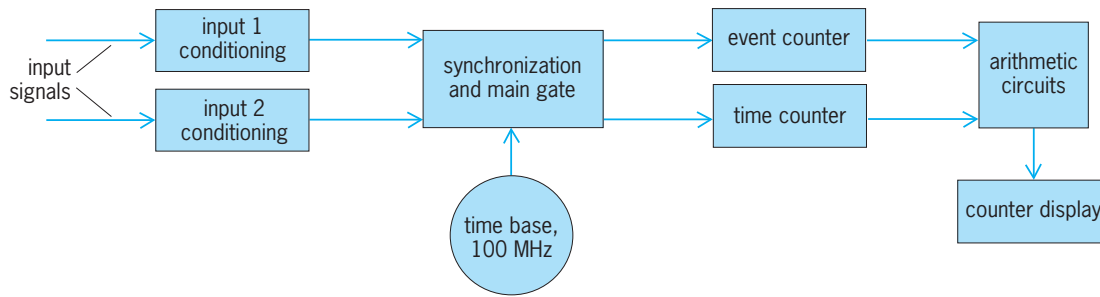 input
signals
input 1
conditioning
input 2
conditioning
synchronization
and main gate
time base,
100 MHz
event counter
time counter
arithmetic
circuits
counter display